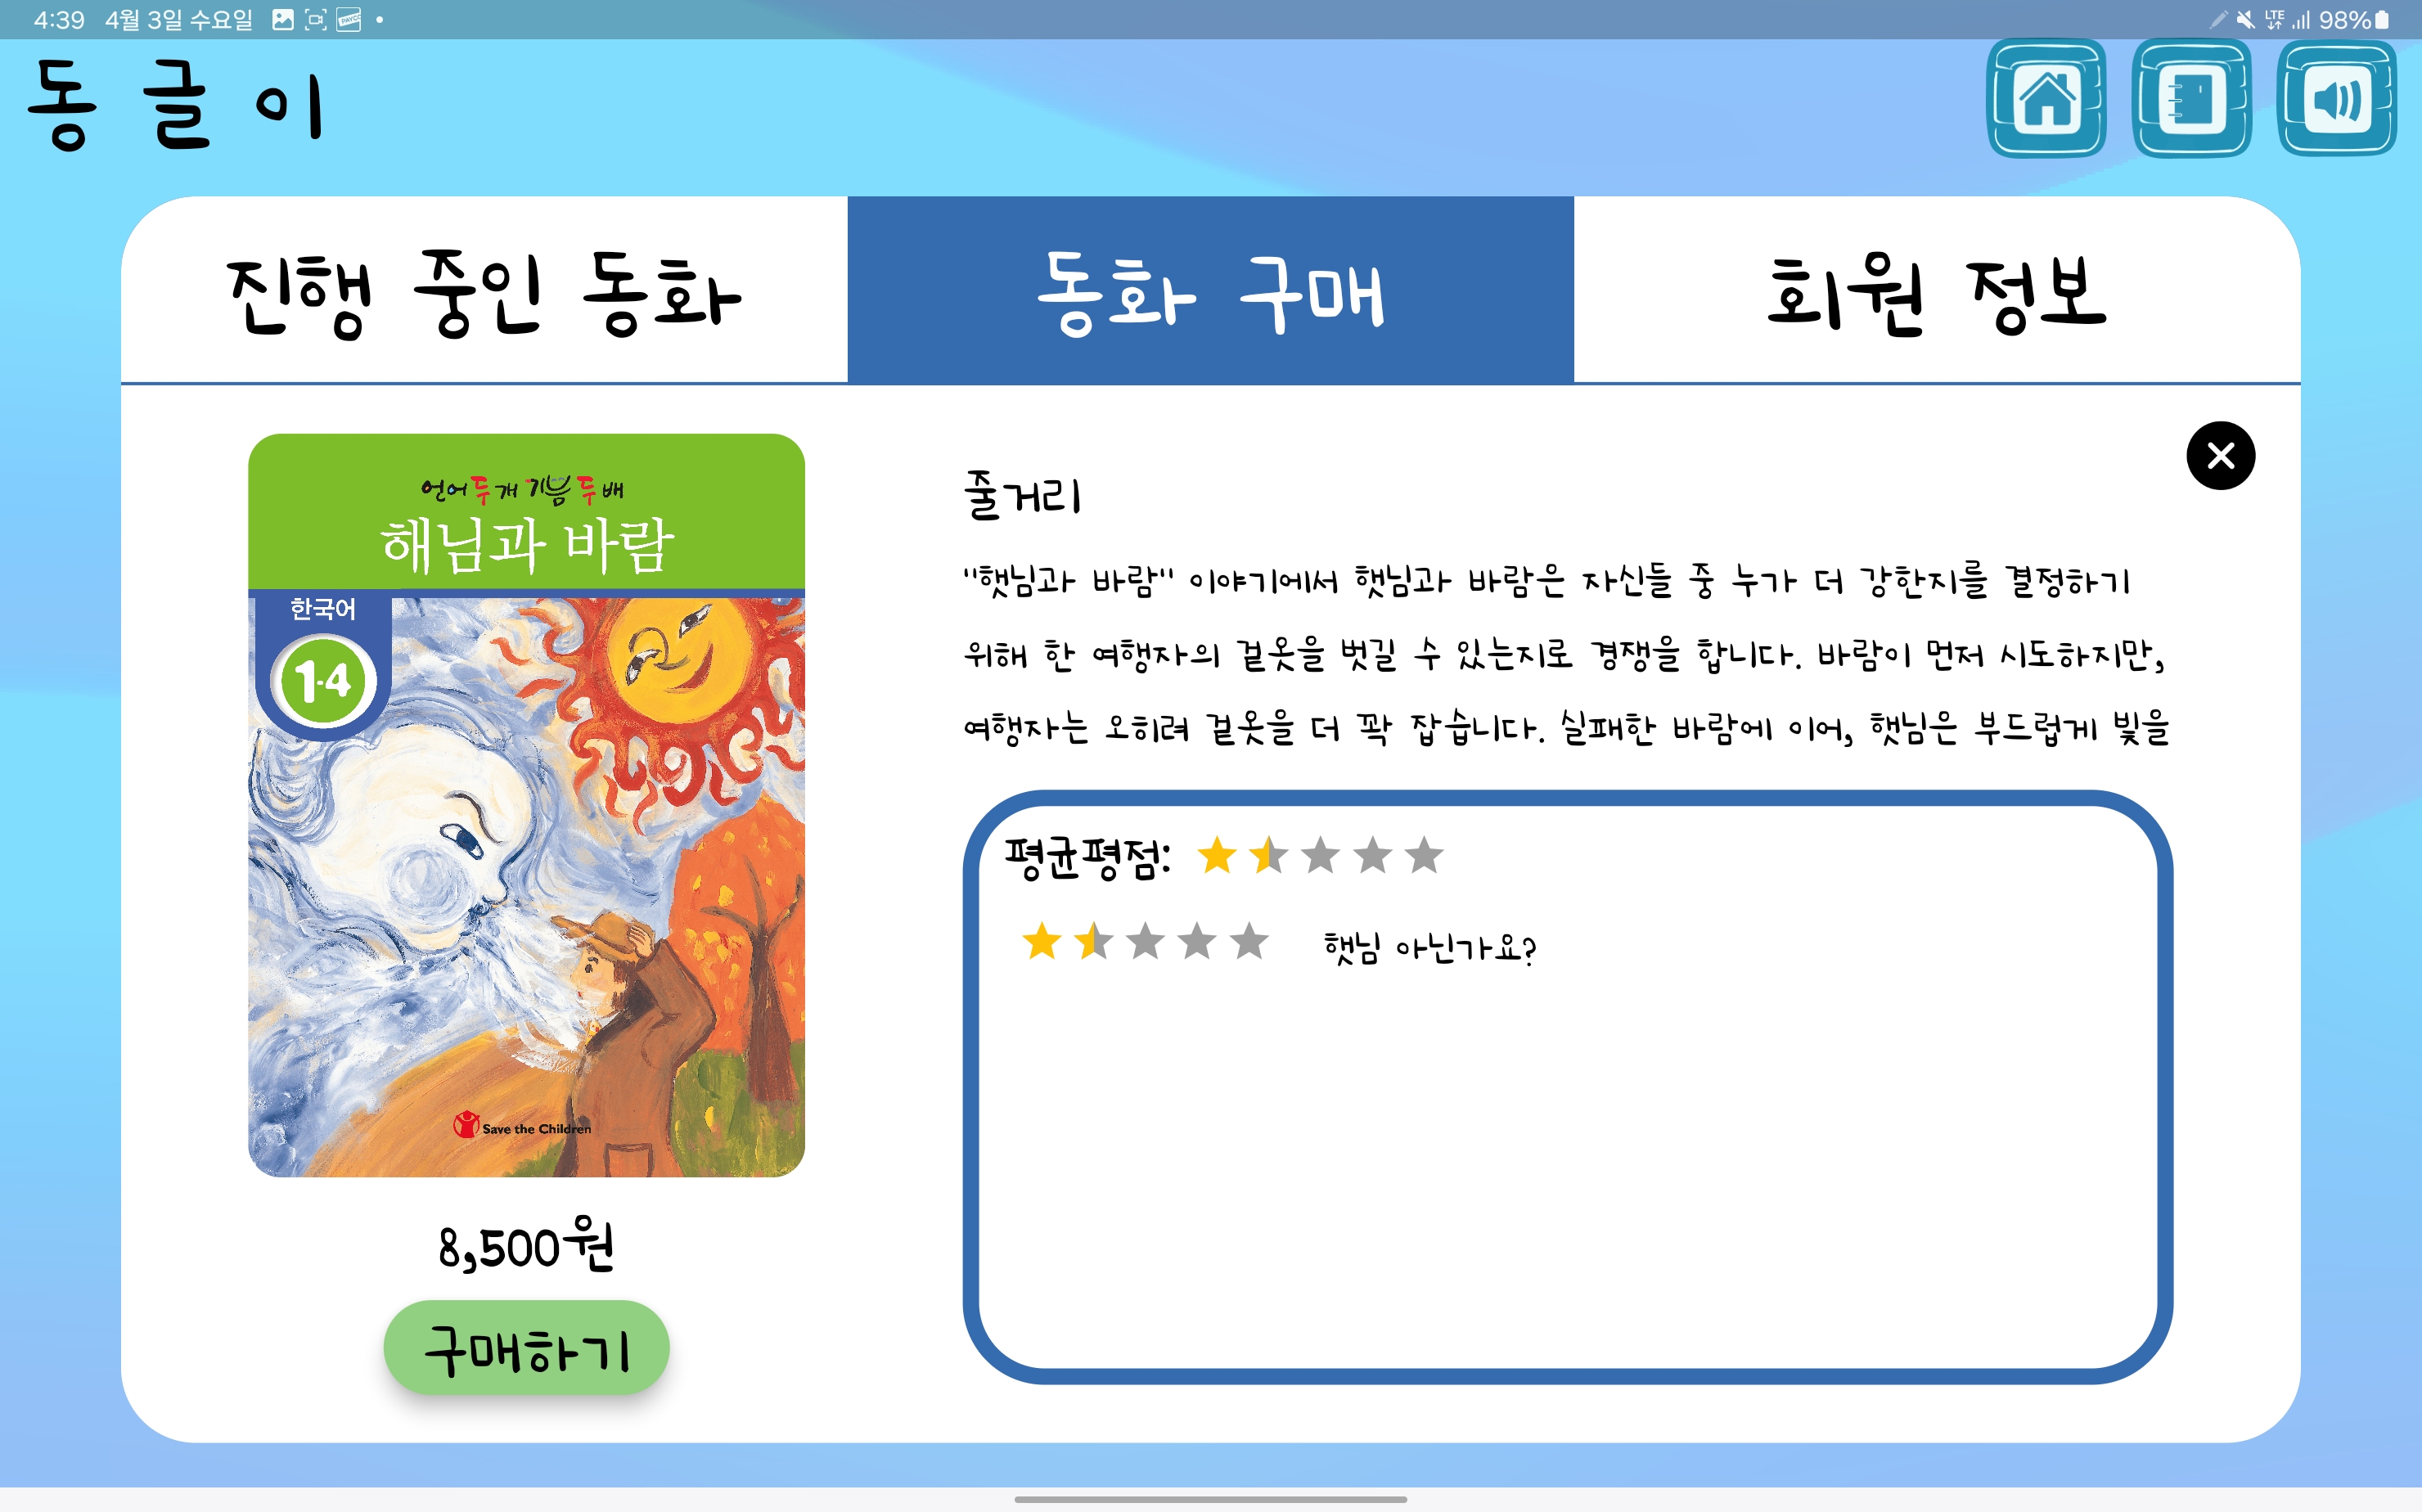 4:39 4월 3일 수요일
LTE 98%
동글이
진행 중인 동화
동화 구매
회원 정보
언어 두 개 기쁨 두 배
해님과 바람
한국어
1·4
Save the Children
8,500원
구매하기
줄거리
"햇님과 바람" 이야기에서 햇님과 바람은 자신들 중 누가 더 강한지를 결정하기
위해 한 여행자의 겉옷을 벗길 수 있는지로 경쟁을 합니다. 바람이 먼저 시도하지만,
여행자는 오히려 겉옷을 더 꽉 잡습니다. 실패한 바람에 이어, 햇님은 부드럽게 빛을
평균평점:
햇님 아닌가요?